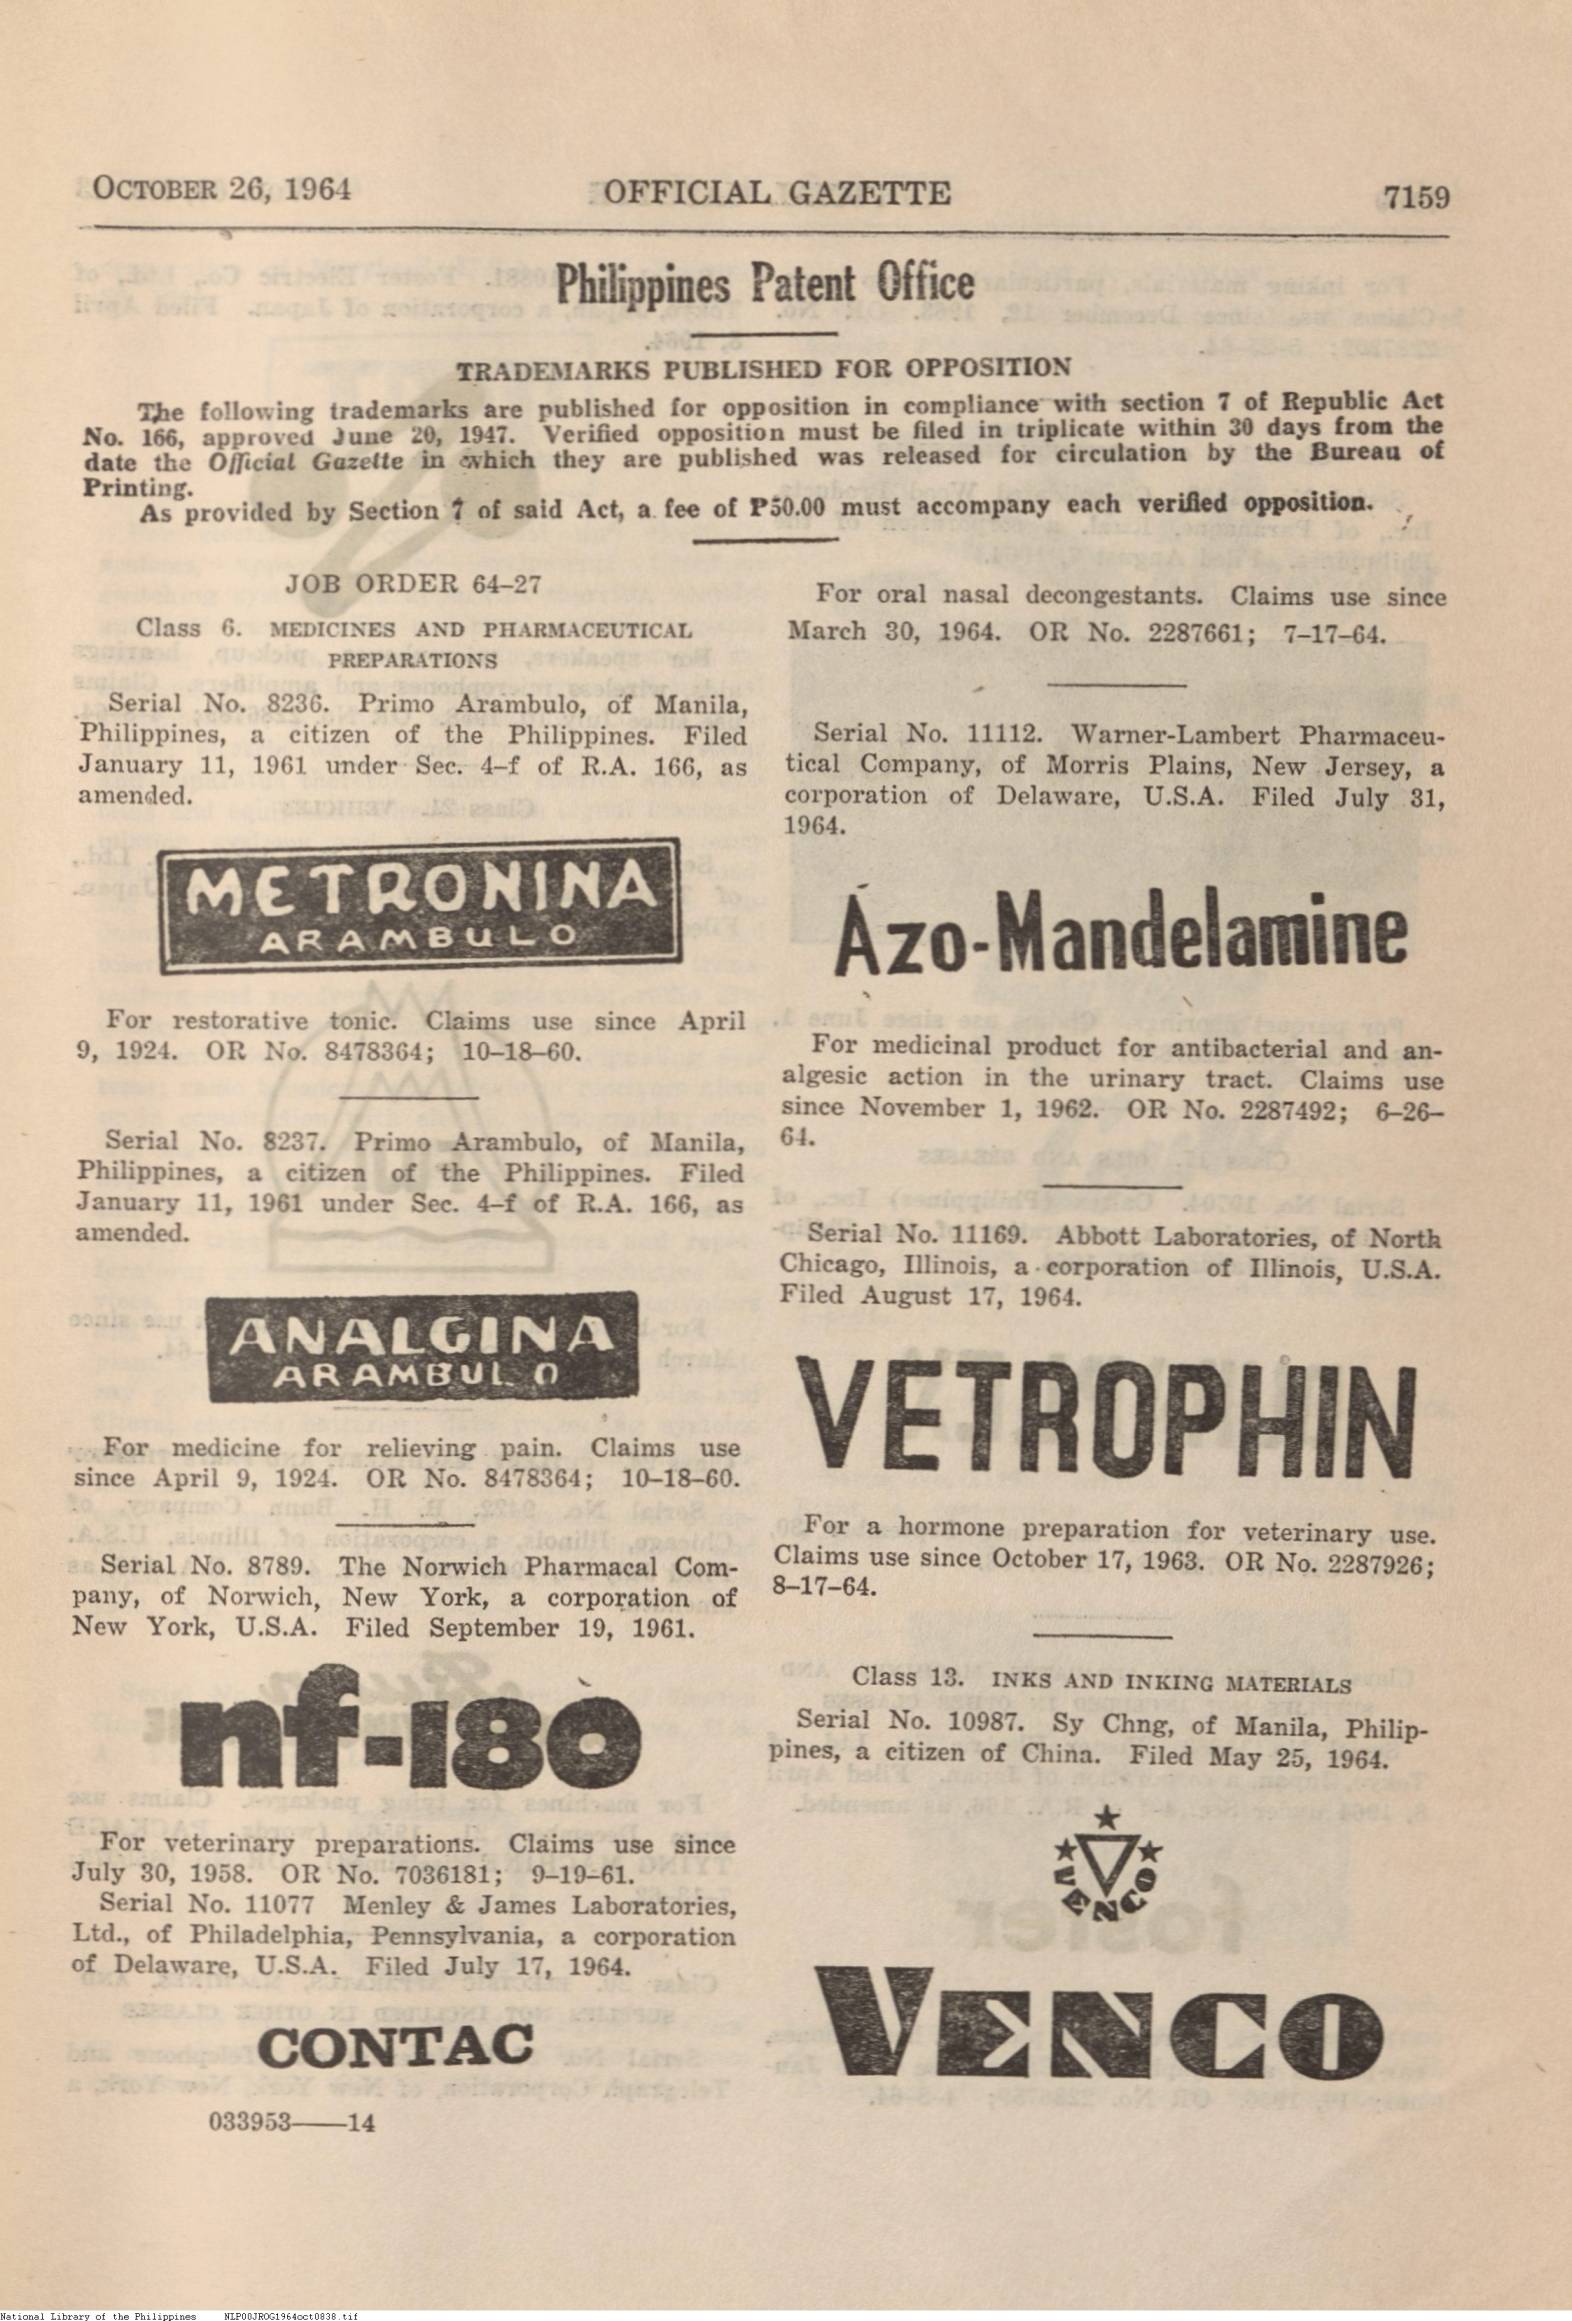 OCTOBER 26, 1964 OFFICIAL GAZETTE 7159
Philippines Patent Office
TRADEMARKS PUBLISHED FOR OPPOSITION
The following trademarks are published for opposition in compliance with section 7 of Republic Act
No. 166, approved June 20, 1947. Verified opposition must be filed in triplicate within 30 days from the
date the Official Gazette in which they are published was released for circulation by the Bureau of
Printing.
As provided by Section 7 of said Act, a fee of ₱50.00 must accompany each verified opposition.
JOB ORDER 64–27
Class 6. MEDICINES AND PHARMACEUTICAL
PREPARATIONS
Serial No. 8236. Primo Arambulo, of Manila,
Philippines, a citizen of the Philippines. Filed
January 11, 1961 under Sec. 4–f of R.A. 166, as
amended.
METRONINA
ARAMBULO
For restorative tonic. Claims use since April
9, 1924. OR No. 8478364; 10–18–60.
Serial No. 8237. Primo Arambulo, of Manila,
Philippines, a citizen of the Philippines. Filed
January 11, 1961 under Sec. 4–f of R.A. 166, as
amended.
ANALGINA
ARAMBULO
For medicine for relieving pain. Claims use
since April 9, 1924. OR No. 8478364; 10–18–60.
Serial No. 8789. The Norwich Pharmacal Com-
pany, of Norwich, New York, a corporation of
New York, U.S.A. Filed September 19, 1961.
nf-180
For veterinary preparations. Claims use since
July 30, 1958. OR No. 7036181; 9–19–61.
Serial No. 11077 Menley & James Laboratories,
Ltd., of Philadelphia, Pennsylvania, a corporation
of Delaware, U.S.A. Filed July 17, 1964.
CONTAC
033953——14
For oral nasal decongestants. Claims use since
March 30, 1964. OR No. 2287661; 7–17–64.
Serial No. 11112. Warner-Lambert Pharmaceu-
tical Company, of Morris Plains, New Jersey, a
corporation of Delaware, U.S.A. Filed July 31,
1964.
Azo-Mandelamine
For medicinal product for antibacterial and an-
algesic action in the urinary tract. Claims use
since November 1, 1962. OR No. 2287492; 6–26–
64.
Serial No. 11169. Abbott Laboratories, of North
Chicago, Illinois, a corporation of Illinois, U.S.A.
Filed August 17, 1964.
VETROPHIN
For a hormone preparation for veterinary use.
Claims use since October 17, 1963. OR No. 2287926;
8–17–64.
Class 13. INKS AND INKING MATERIALS
Serial No. 10987. Sy Chng, of Manila, Philip-
pines, a citizen of China. Filed May 25, 1964.
VENCO
VENCO
National Library of the Philippines NLP00JROG1964oct0838.tif